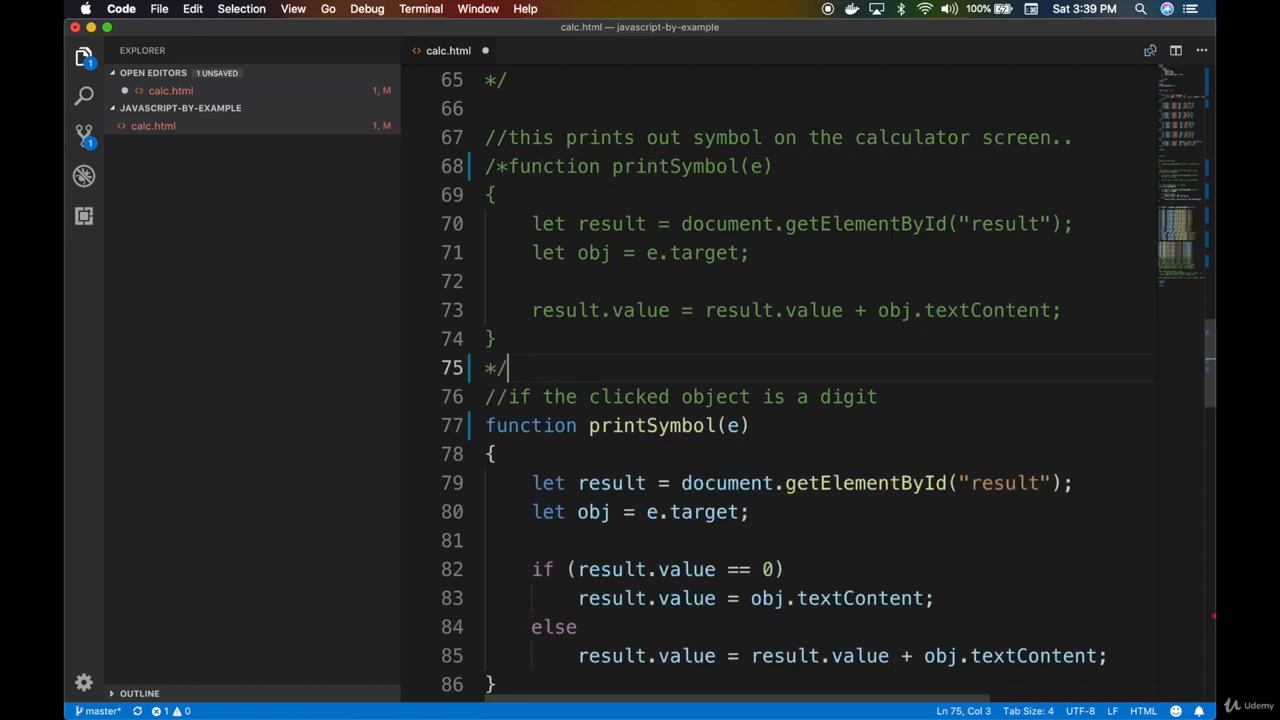 Code File Edit Selection View Go Debug Terminal Window Help 100% Sat 3:39 PM
calc.html — javascript-by-example
EXPLORER
calc.html
OPEN EDITORS 1 UNSAVED
calc.html 1, M
JAVASCRIPT-BY-EXAMPLE
calc.html 1, M
1
1
65 */
66
67 //this prints out symbol on the calculator screen..
68 /*function printSymbol(e)
69 {
70 let result = document.getElementById("result");
71 let obj = e.target;
72
73 result.value = result.value + obj.textContent;
74 }
75 */
76 //if the clicked object is a digit
77 function printSymbol(e)
78 {
79 let result = document.getElementById("result");
80 let obj = e.target;
81
82 if (result.value == 0)
83 result.value = obj.textContent;
84 else
85 result.value = result.value + obj.textContent;
86 }
OUTLINE
master* 1 0 Ln 75, Col 3 Tab Size: 4 UTF-8 LF HTML
Udemy